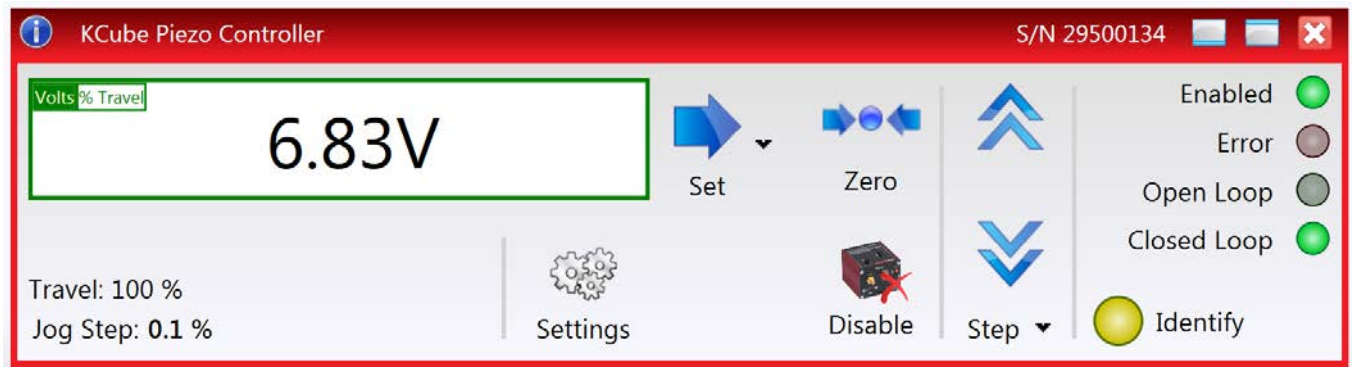 KCube Piezo Controller
S/N 29500134
Volts % Travel
6.83V
Set
Zero
Enabled
Error
Open Loop
Closed Loop
Travel: 100 %
Jog Step: 0.1 %
Settings
Disable
Step
Identify